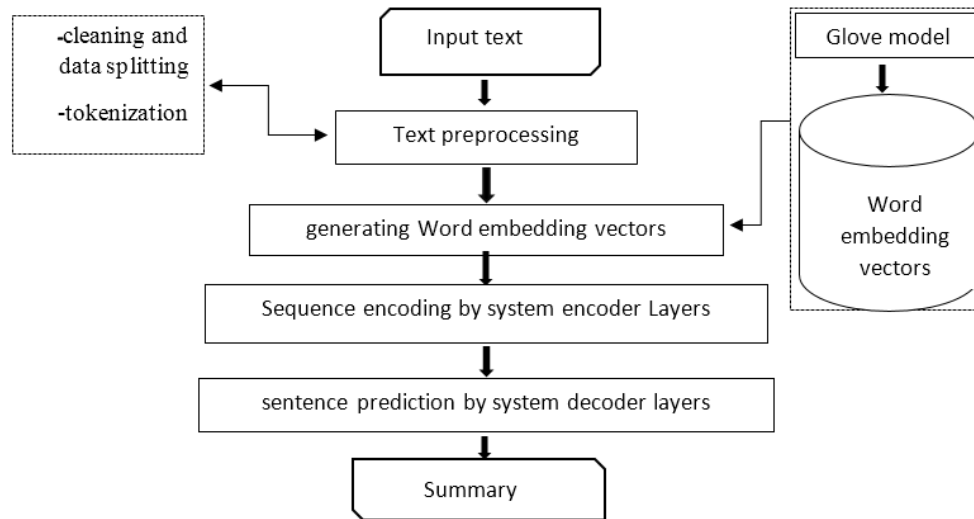 -cleaning and
data splitting
-tokenization
Input text
Text preprocessing
generating Word embedding vectors
Sequence encoding by system encoder Layers
sentence prediction by system decoder layers
Summary
Glove model
Word
embedding
vectors